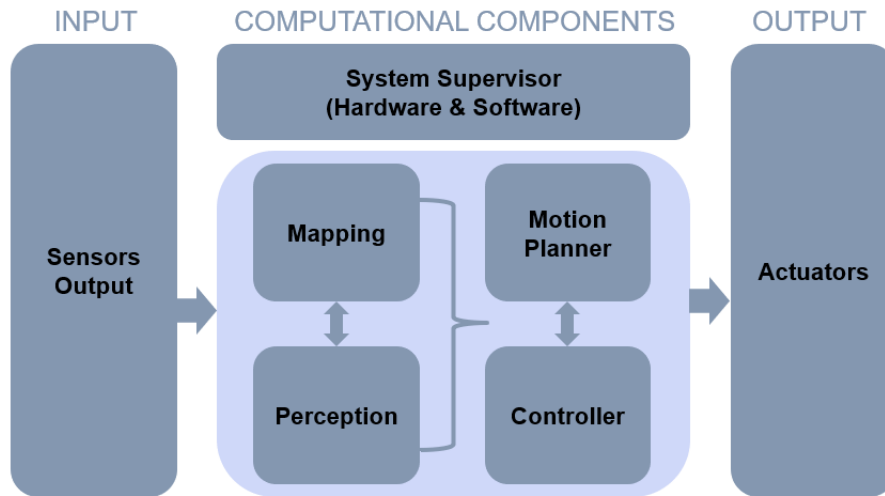 INPUT
COMPUTATIONAL COMPONENTS
OUTPUT
System Supervisor
(Hardware & Software)
Sensors
Output
Mapping
Motion
Planner
Perception
Controller
Actuators